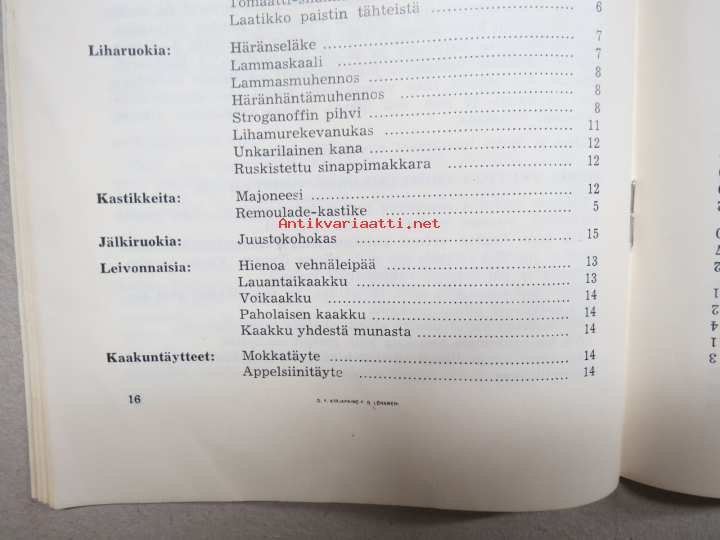 Laatikko paistin tähteistä 6
Liharuokia: Häränseläke 7
Lammaskaali 7
Lammasmuhennos 8
Häränhäntämuhennos 8
Stroganoffin pihvi 8
Lihamurekevanukas 11
Unkarilainen kana 12
Ruskistettu sinappimakkara 12
Kastikkeita: Majoneesi 12
Remoulade-kastike 5
Antikvariaatti.net
Jälkiruokia: Juustokohokas 15
Leivonnaisia: Hienoa vehnäleipää 13
Lauantaikaakku 13
Voikaakku 14
Paholaisen kaakku 14
Kaakku yhdestä munasta 14
Kaakuntäytteet: Mokkatäyte 14
Appelsiinitäyte 14
16